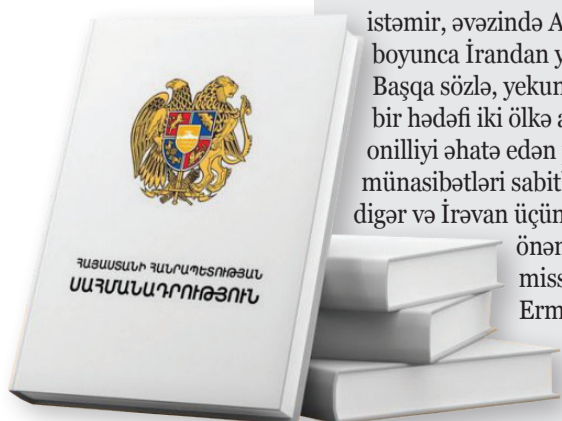 ՀԱՅԱՍՏԱՆԻ ՀԱՆՐԱՊԵՏՈՒԹՅԱՆ
ՍԱՀՄԱՆԱԴՐՈՒԹՅՈՒՆ
istəmir, əvəzində A
boyunca İrandan y
Başqa sözlə, yekun
bir hədəfi iki ölkə a
onilliyi əhatə edən
münasibətləri sabitl
digər və İrəvan üçün
önəm
miss
Erm